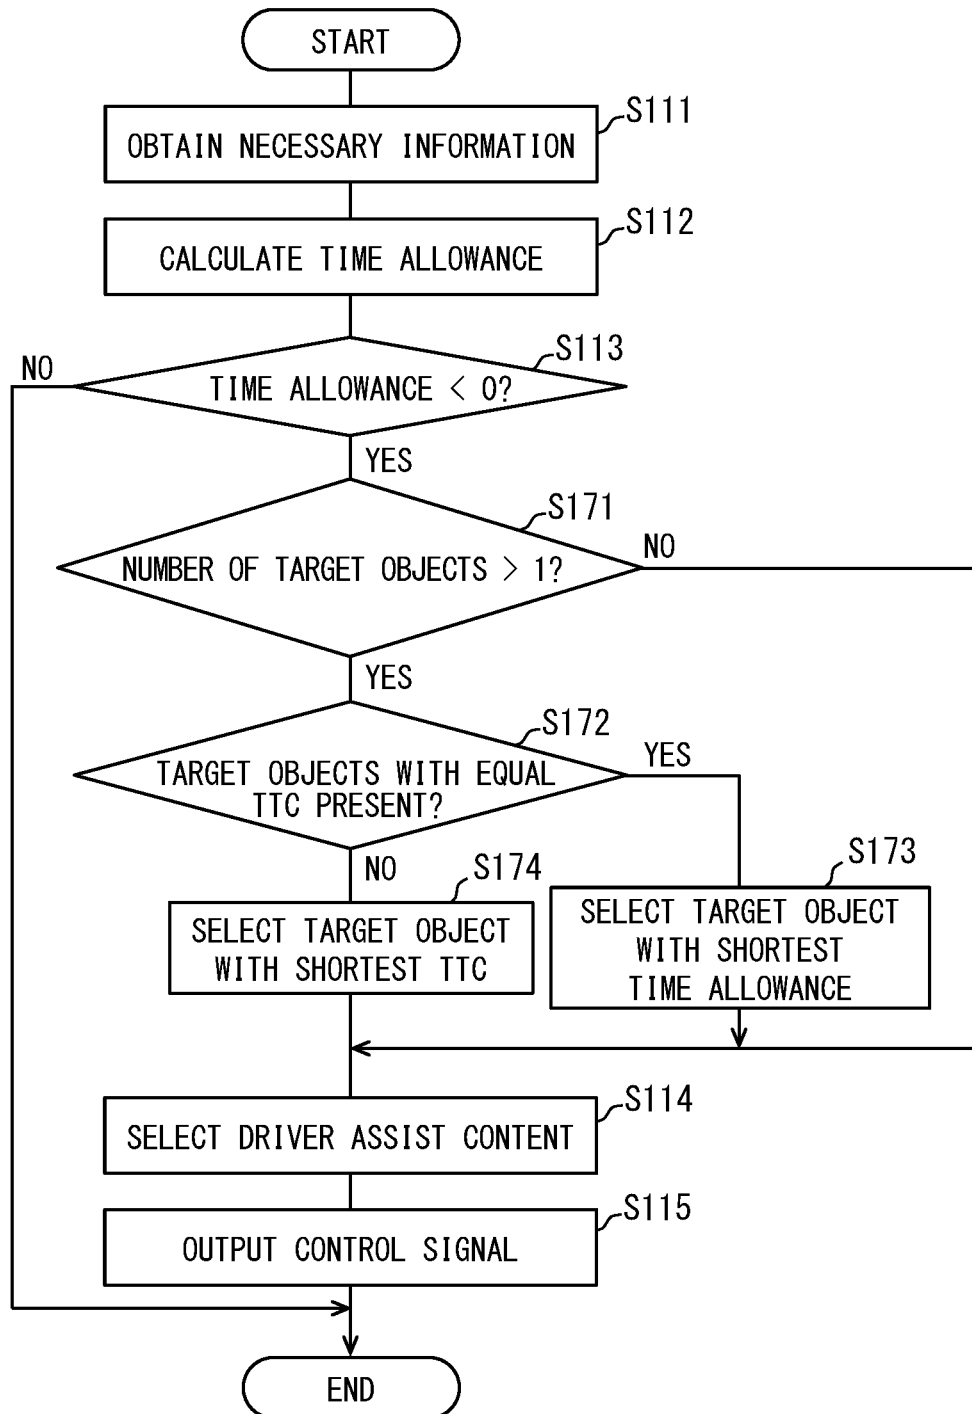 START
S111
OBTAIN NECESSARY INFORMATION
S112
CALCULATE TIME ALLOWANCE
S113
NO
TIME ALLOWANCE < 0?
YES
S171
NO
NUMBER OF TARGET OBJECTS > 1?
YES
S172
YES
TARGET OBJECTS WITH EQUAL
TTC PRESENT?
NO
S174
S173
SELECT TARGET OBJECT
WITH SHORTEST TTC
SELECT TARGET OBJECT
WITH SHORTEST
TIME ALLOWANCE
S114
SELECT DRIVER ASSIST CONTENT
S115
OUTPUT CONTROL SIGNAL
END